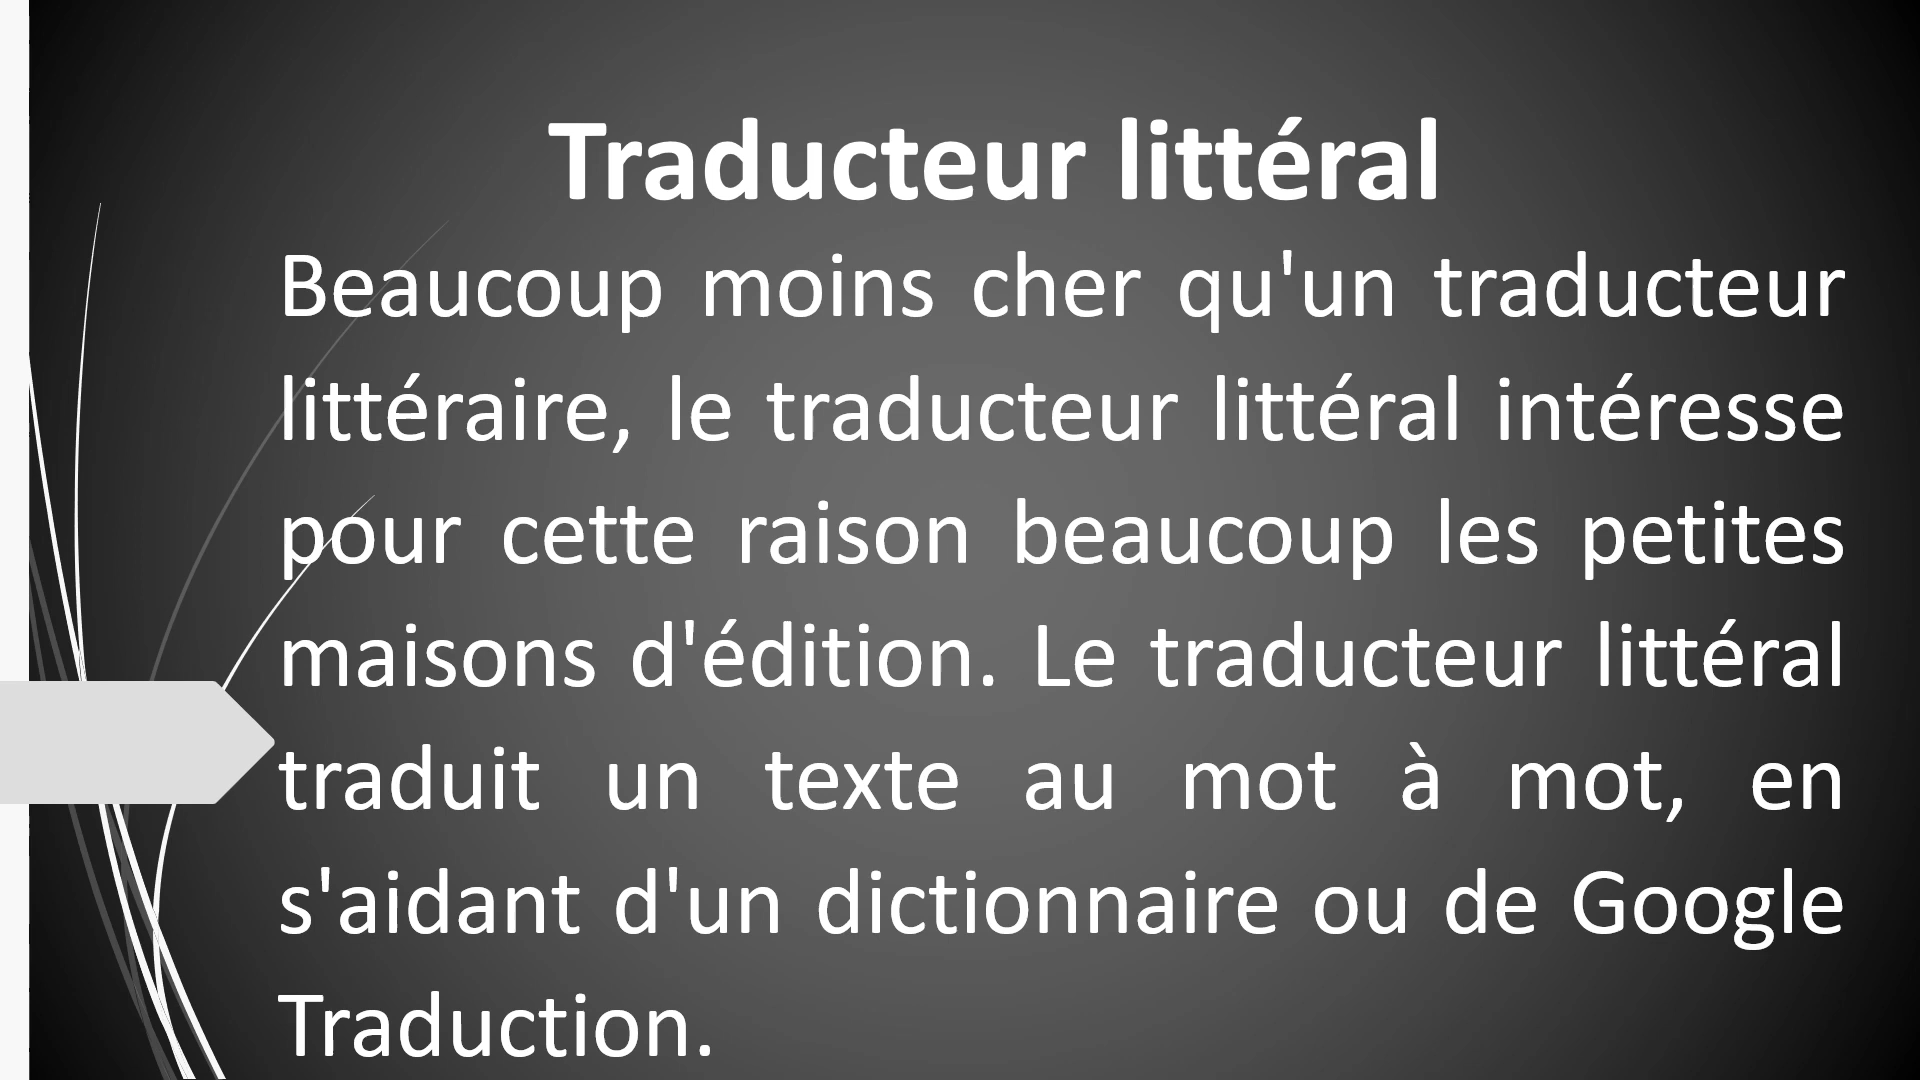 Traducteur littéral
Beaucoup moins cher qu'un traducteur
littéraire, le traducteur littéral intéresse
pour cette raison beaucoup les petites
maisons d'édition. Le traducteur littéral
traduit un texte au mot à mot, en
s'aidant d'un dictionnaire ou de Google
Traduction.